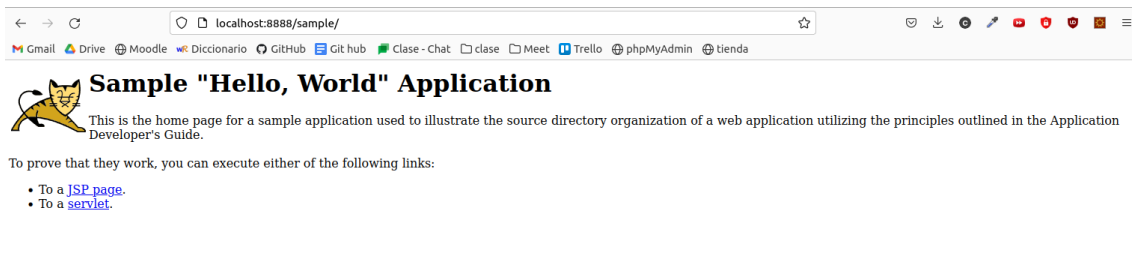 localhost:8888/sample/
Gmail Drive Moodle Diccionario GitHub Git hub Clase - Chat clase Meet Trello phpMyAdmin tienda
Sample "Hello, World" Application
This is the home page for a sample application used to illustrate the source directory organization of a web application utilizing the principles outlined in the Application
Developer's Guide.
To prove that they work, you can execute either of the following links:
• To a JSP page.
• To a servlet.